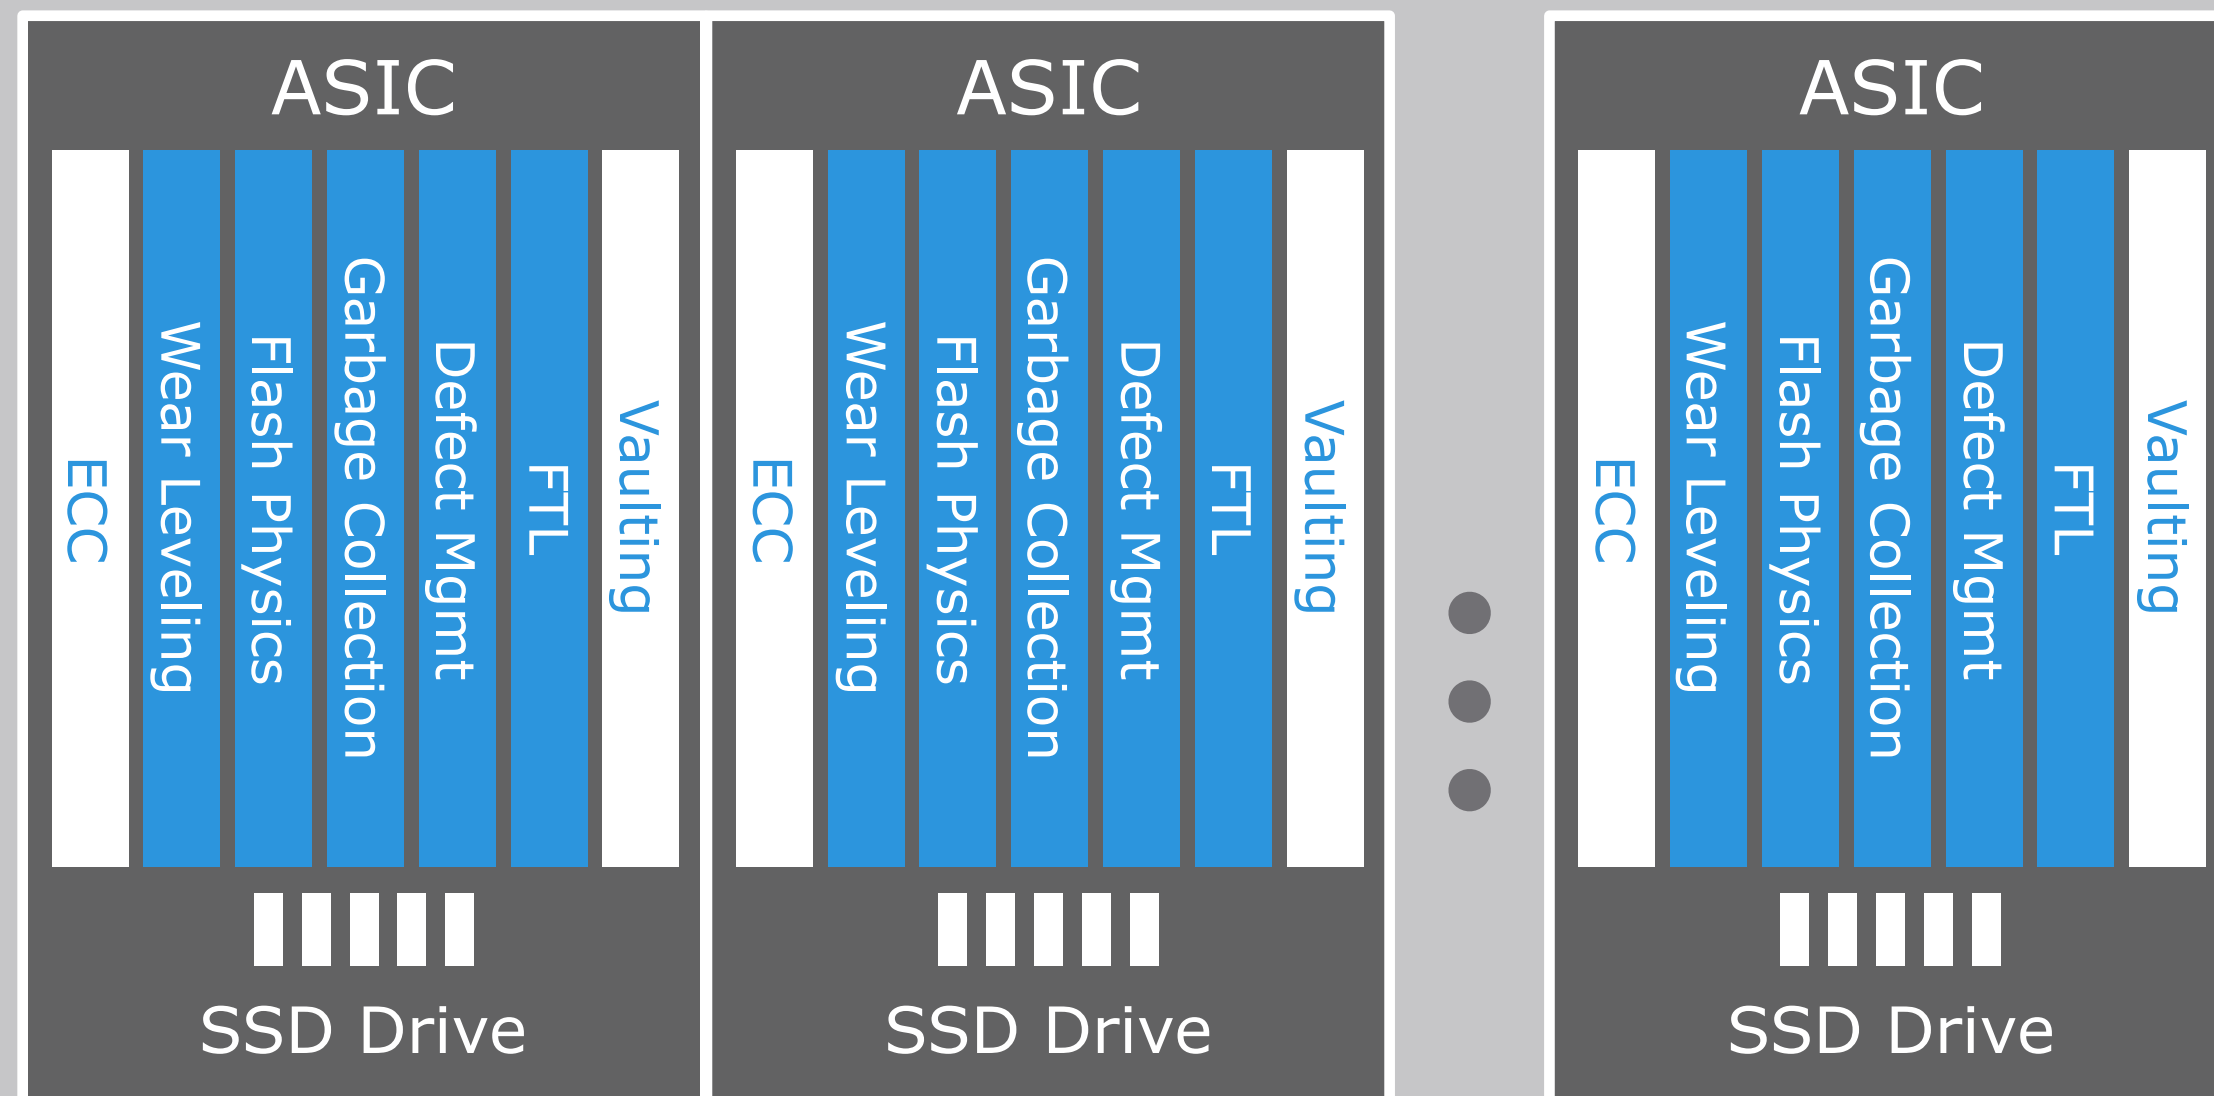 ASIC
ECC
Wear Leveling
Flash Physics
Garbage Collection
Defect Mgmt
FTL
Vaulting
SSD Drive
ASIC
ECC
Wear Leveling
Flash Physics
Garbage Collection
Defect Mgmt
FTL
Vaulting
SSD Drive
ASIC
ECC
Wear Leveling
Flash Physics
Garbage Collection
Defect Mgmt
FTL
Vaulting
SSD Drive